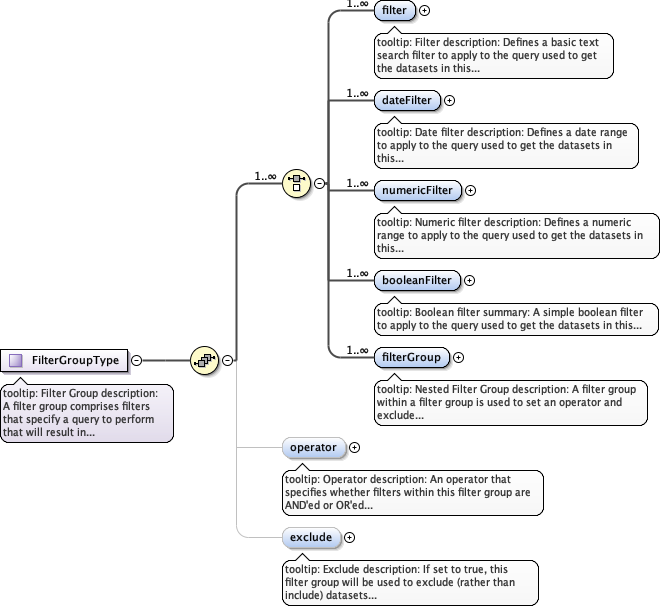 1..∞
filter
tooltip: Filter description: Defines a basic text
search filter to apply to the query used to get
the datasets in this...
1..∞
dateFilter
tooltip: Date filter description: Defines a date range
to apply to the query used to get the datasets in
this...
1..∞
1..∞
numericFilter
tooltip: Numeric filter description: Defines a numeric
range to apply to the query used to get the datasets in
this...
1..∞
booleanFilter
tooltip: Boolean filter summary: A simple boolean filter
to apply to the query used to get the datasets in this...
1..∞
filterGroup
tooltip: Nested Filter Group description: A filter group
within a filter group is used to set an operator and
exclude...
FilterGroupType
tooltip: Filter Group description:
A filter group comprises filters
that specify a query to perform
that will result in...
operator
tooltip: Operator description: An operator that
specifies whether filters within this filter group are
AND'ed or OR'ed...
exclude
tooltip: Exclude description: If set to true, this
filter group will be used to exclude (rather than
include) datasets...